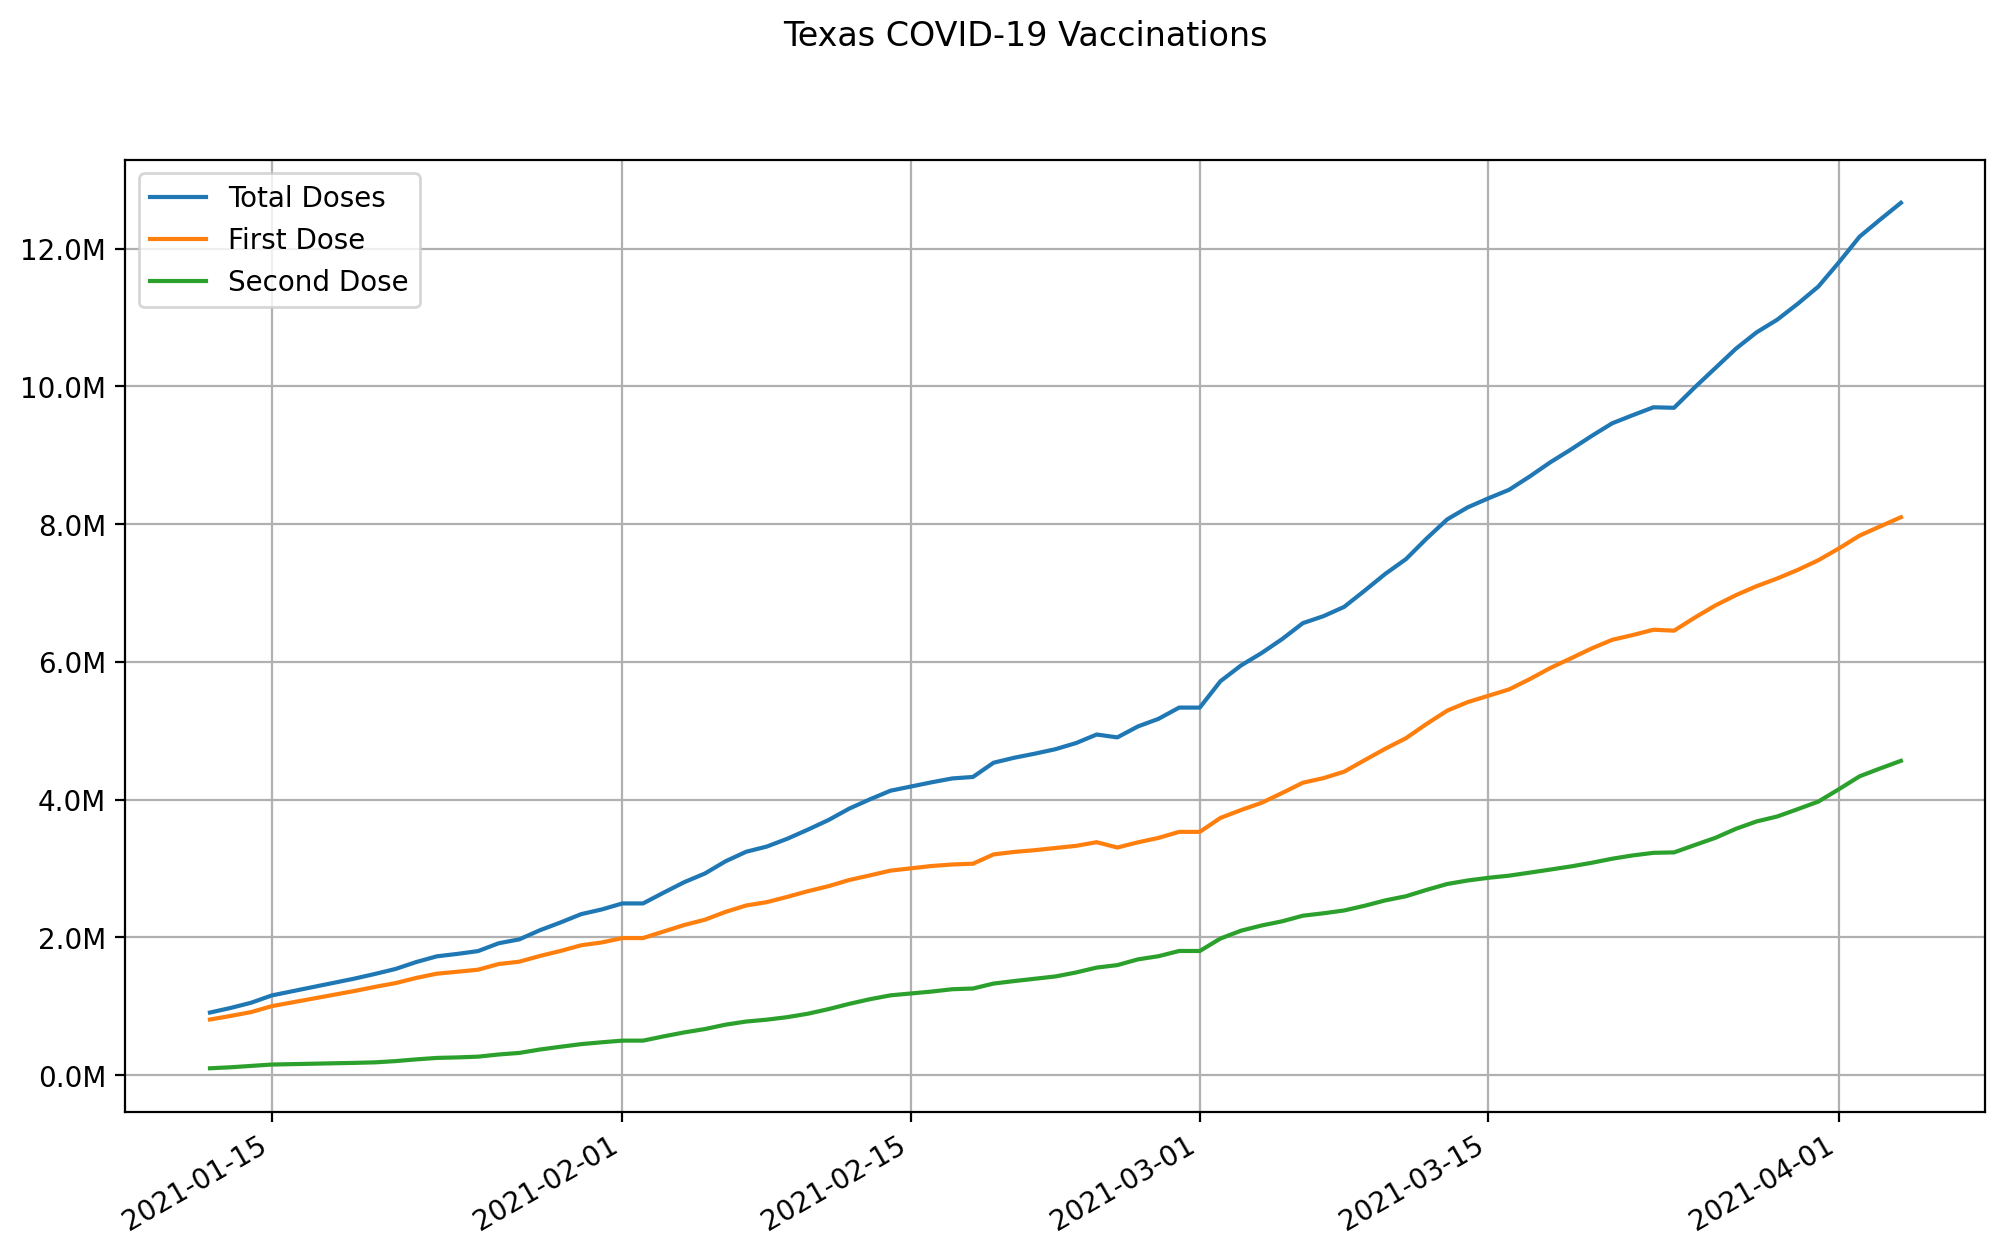 Texas COVID-19 Vaccinations
Total Doses
First Dose
Second Dose
12.0M
10.0M
8.0M
6.0M
4.0M
2.0M
0.0M
2021-01-15
2021-02-01
2021-02-15
2021-03-01
2021-03-15
2021-04-01